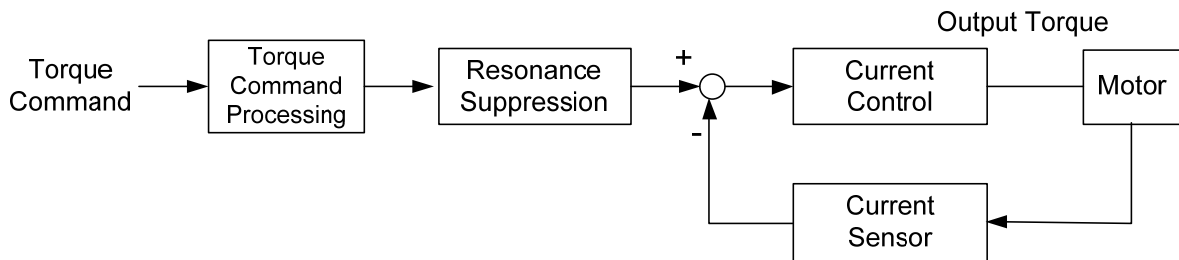 Output Torque
Torque
Command
Torque
Command
Processing
Resonance
Suppression
+
-
Current
Control
Motor
Current
Sensor